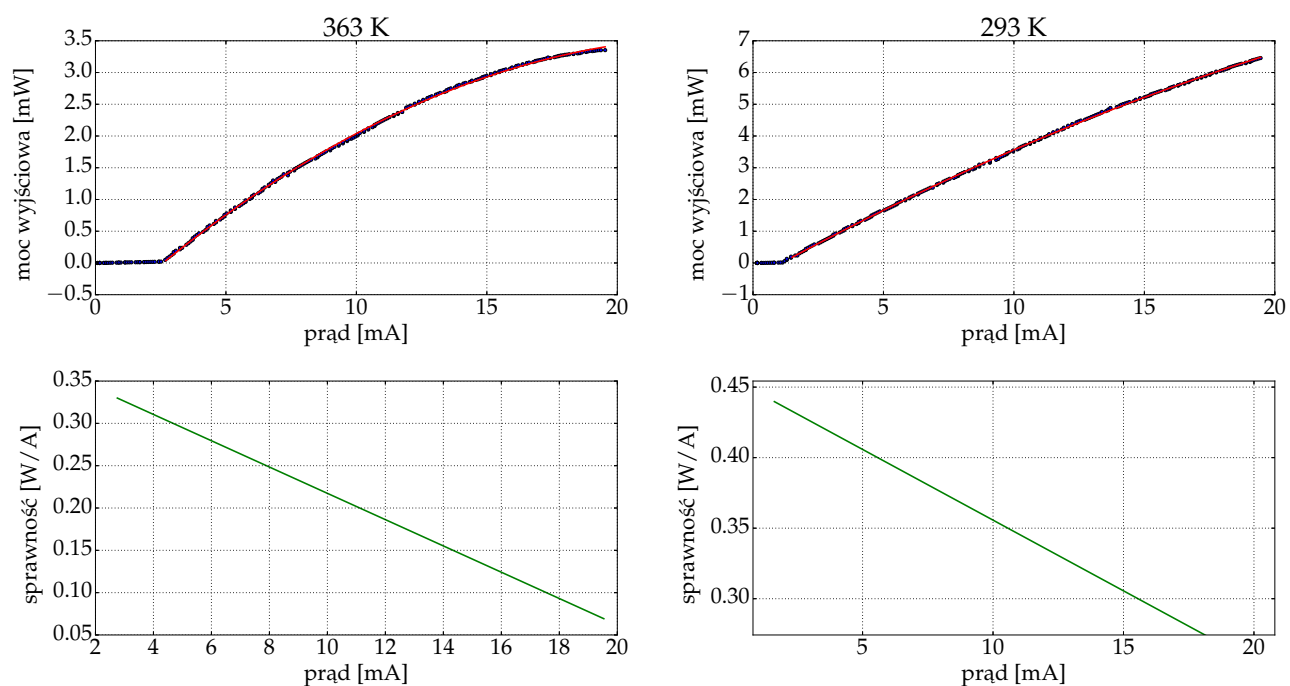 363 K
3.5
3.0
2.5
2.0
1.5
1.0
0.5
0.0
−0.5
moc wyjściowa [mW]
0 5 10 15 20
prąd [mA]
293 K
7
6
5
4
3
2
1
0
−1
moc wyjściowa [mW]
0 5 10 15 20
prąd [mA]
0.35
0.30
0.25
0.20
0.15
0.10
0.05
sprawność [W/A]
2 4 6 8 10 12 14 16 18 20
prąd [mA]
0.45
0.40
0.35
0.30
sprawność [W/A]
5 10 15 20
prąd [mA]